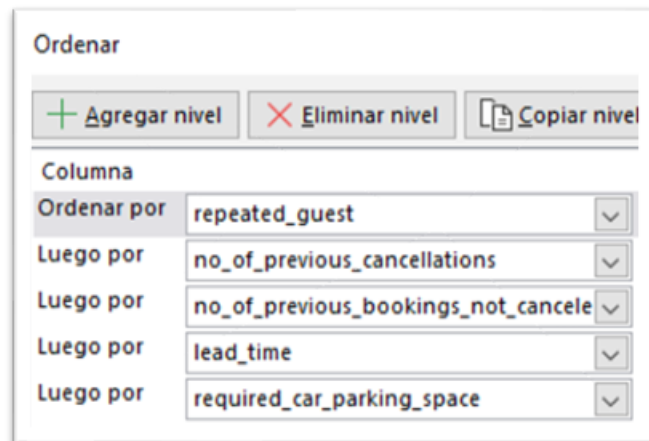 Ordenar
Agregar nivel Eliminar nivel Copiar nivel
Columna
Ordenar por repeated_guest
Luego por no_of_previous_cancellations
Luego por no_of_previous_bookings_not_cancele
Luego por lead_time
Luego por required_car_parking_space